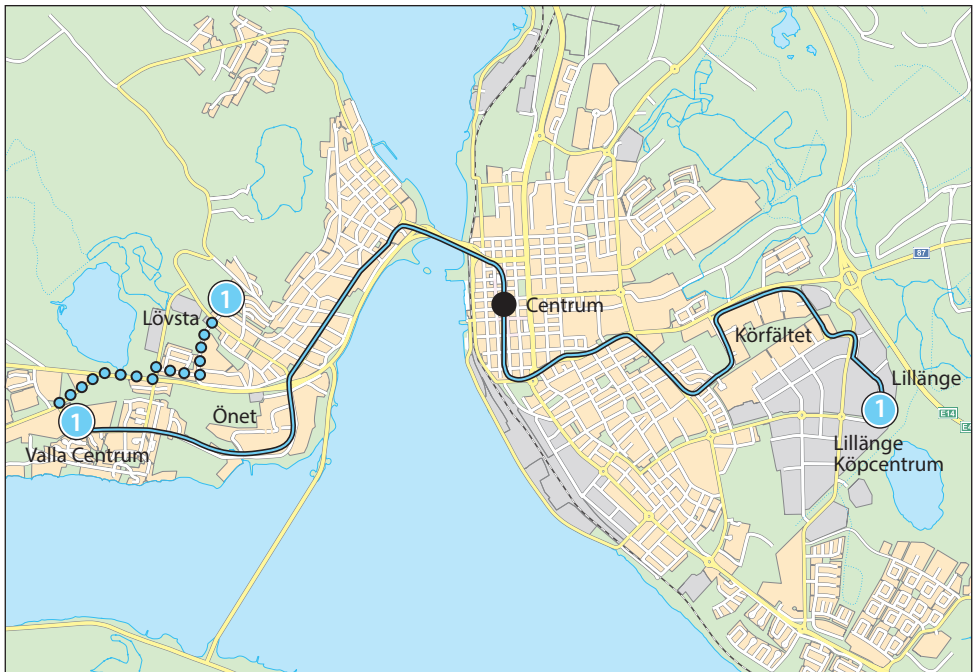 87
1
Lövsta
Centrum
Körfältet
Lillänge
1
Önet
1
E14
Valla Centrum
Lillänge
Köpcentrum